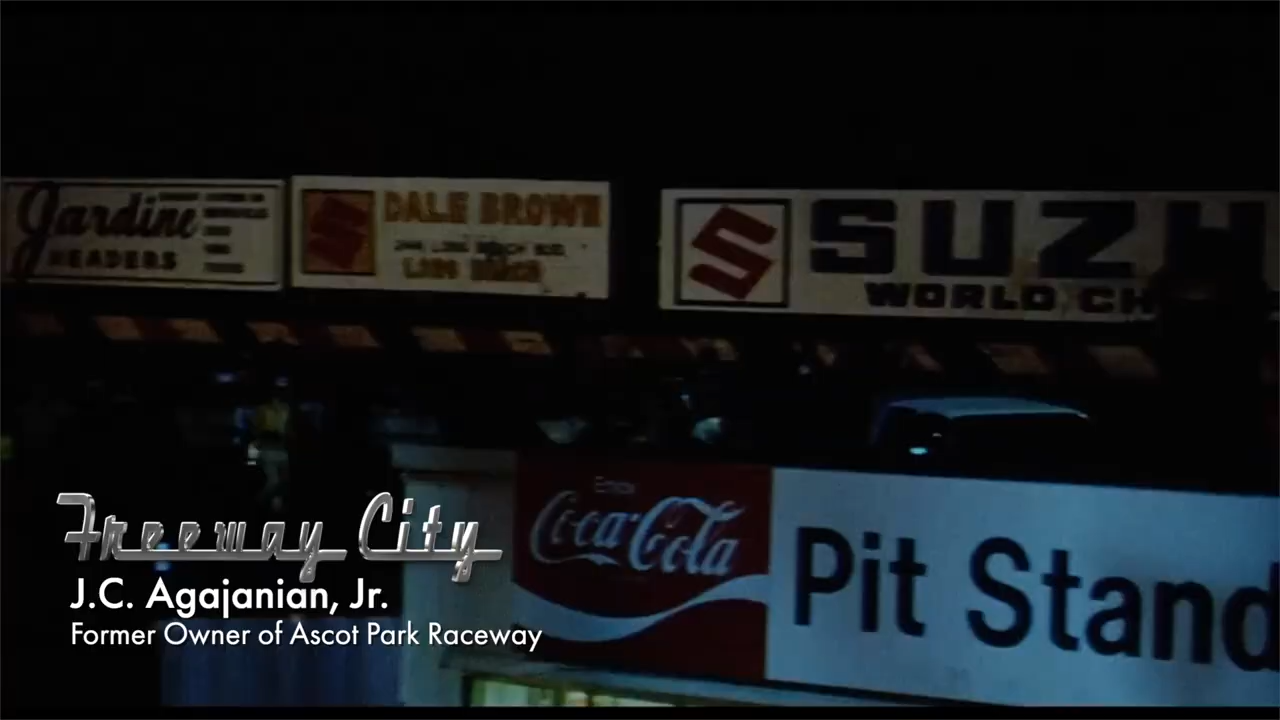 Jardine
HEADERS
DALE BROWN
LONG BEACH
SUZU
WORLD CH
Enjoy
Coca-Cola
Pit Stand
Freeway City
J.C. Agajanian, Jr.
Former Owner of Ascot Park Raceway